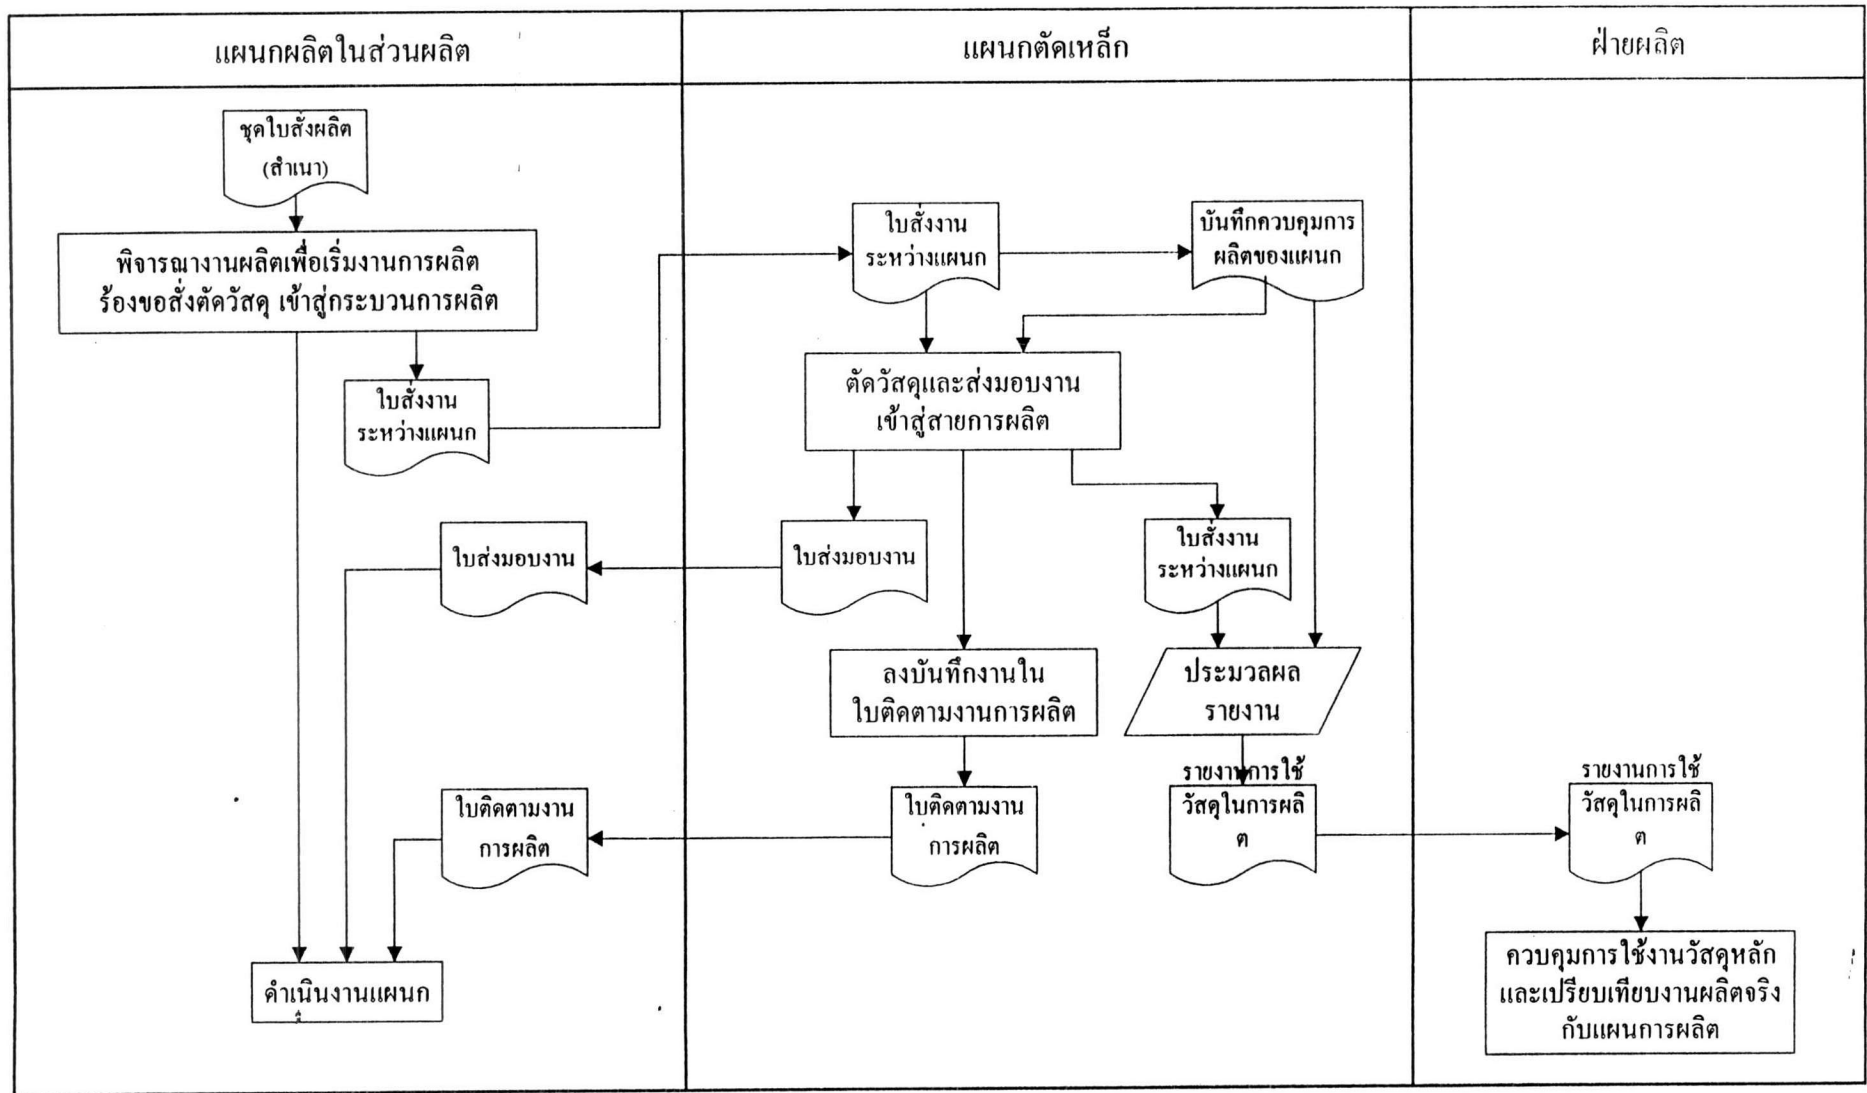 แผนกผลิตในส่วนผลิต
แผนกตัดเหล็ก
ฝ่ายผลิต
ชุดใบสั่งผลิต
(สำเนา)
พิจารณางานผลิตเพื่อเริ่มงานการผลิต
ร้องขอสั่งตัดวัสดุ เข้าสู่กระบวนการผลิต
ใบสั่งงาน
ระหว่างแผนก
ใบส่งมอบงาน
ใบติดตามงาน
การผลิต
ดำเนินงานแผนก
ใบสั่งงาน
ระหว่างแผนก
บันทึกควบคุมการ
ผลิตของแผนก
ตัดวัสดุและส่งมอบงาน
เข้าสู่สายการผลิต
ใบส่งมอบงาน
ใบสั่งงาน
ระหว่างแผนก
ลงบันทึกงานใน
ใบติดตามงานการผลิต
ประมวลผล
รายงาน
ใบติดตามงาน
การผลิต
รายงานการใช้
วัสดุในการผลิ
ต
รายงานการใช้
วัสดุในการผลิ
ต
ควบคุมการใช้งานวัสดุหลัก
และเปรียบเทียบงานผลิตจริง
กับแผนการผลิต